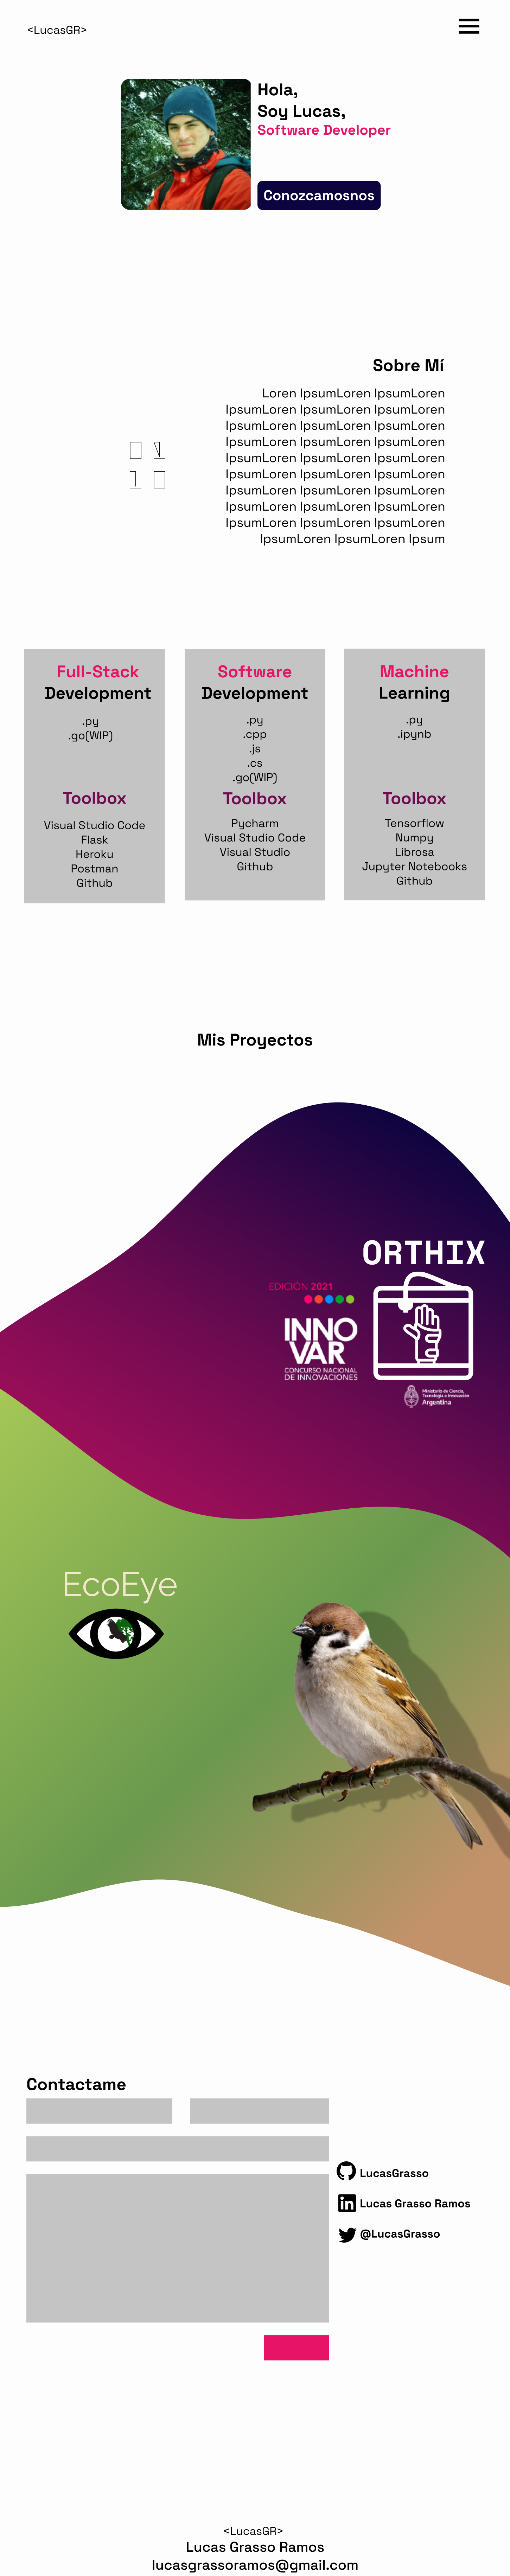 <LucasGR>
Hola,
Soy Lucas,
Software Developer
Conozcamosnos
Sobre Mí
Loren IpsumLoren IpsumLoren
IpsumLoren IpsumLoren IpsumLoren
IpsumLoren IpsumLoren IpsumLoren
IpsumLoren IpsumLoren IpsumLoren
IpsumLoren IpsumLoren IpsumLoren
IpsumLoren IpsumLoren IpsumLoren
IpsumLoren IpsumLoren IpsumLoren
IpsumLoren IpsumLoren IpsumLoren
IpsumLoren IpsumLoren IpsumLoren
IpsumLoren IpsumLoren Ipsum
Full-Stack
Development
.py
.go(WIP)
Toolbox
Visual Studio Code
Flask
Heroku
Postman
Github
Software
Development
.py
.cpp
.js
.cs
.go(WIP)
Toolbox
Pycharm
Visual Studio Code
Visual Studio
Github
Machine
Learning
.py
.ipynb
Toolbox
Tensorflow
Numpy
Librosa
Jupyter Notebooks
Github
Mis Proyectos
ORTHIX
EDICIÓN 2021
INNO
VAR
CONCURSO NACIONAL
DE INNOVACIONES
Ministerio de Ciencia,
Tecnología e Innovación
Argentina
EcoEye
Contactame
LucasGrasso
Lucas Grasso Ramos
@LucasGrasso
<LucasGR>
Lucas Grasso Ramos
lucasgrassoramos@gmail.com